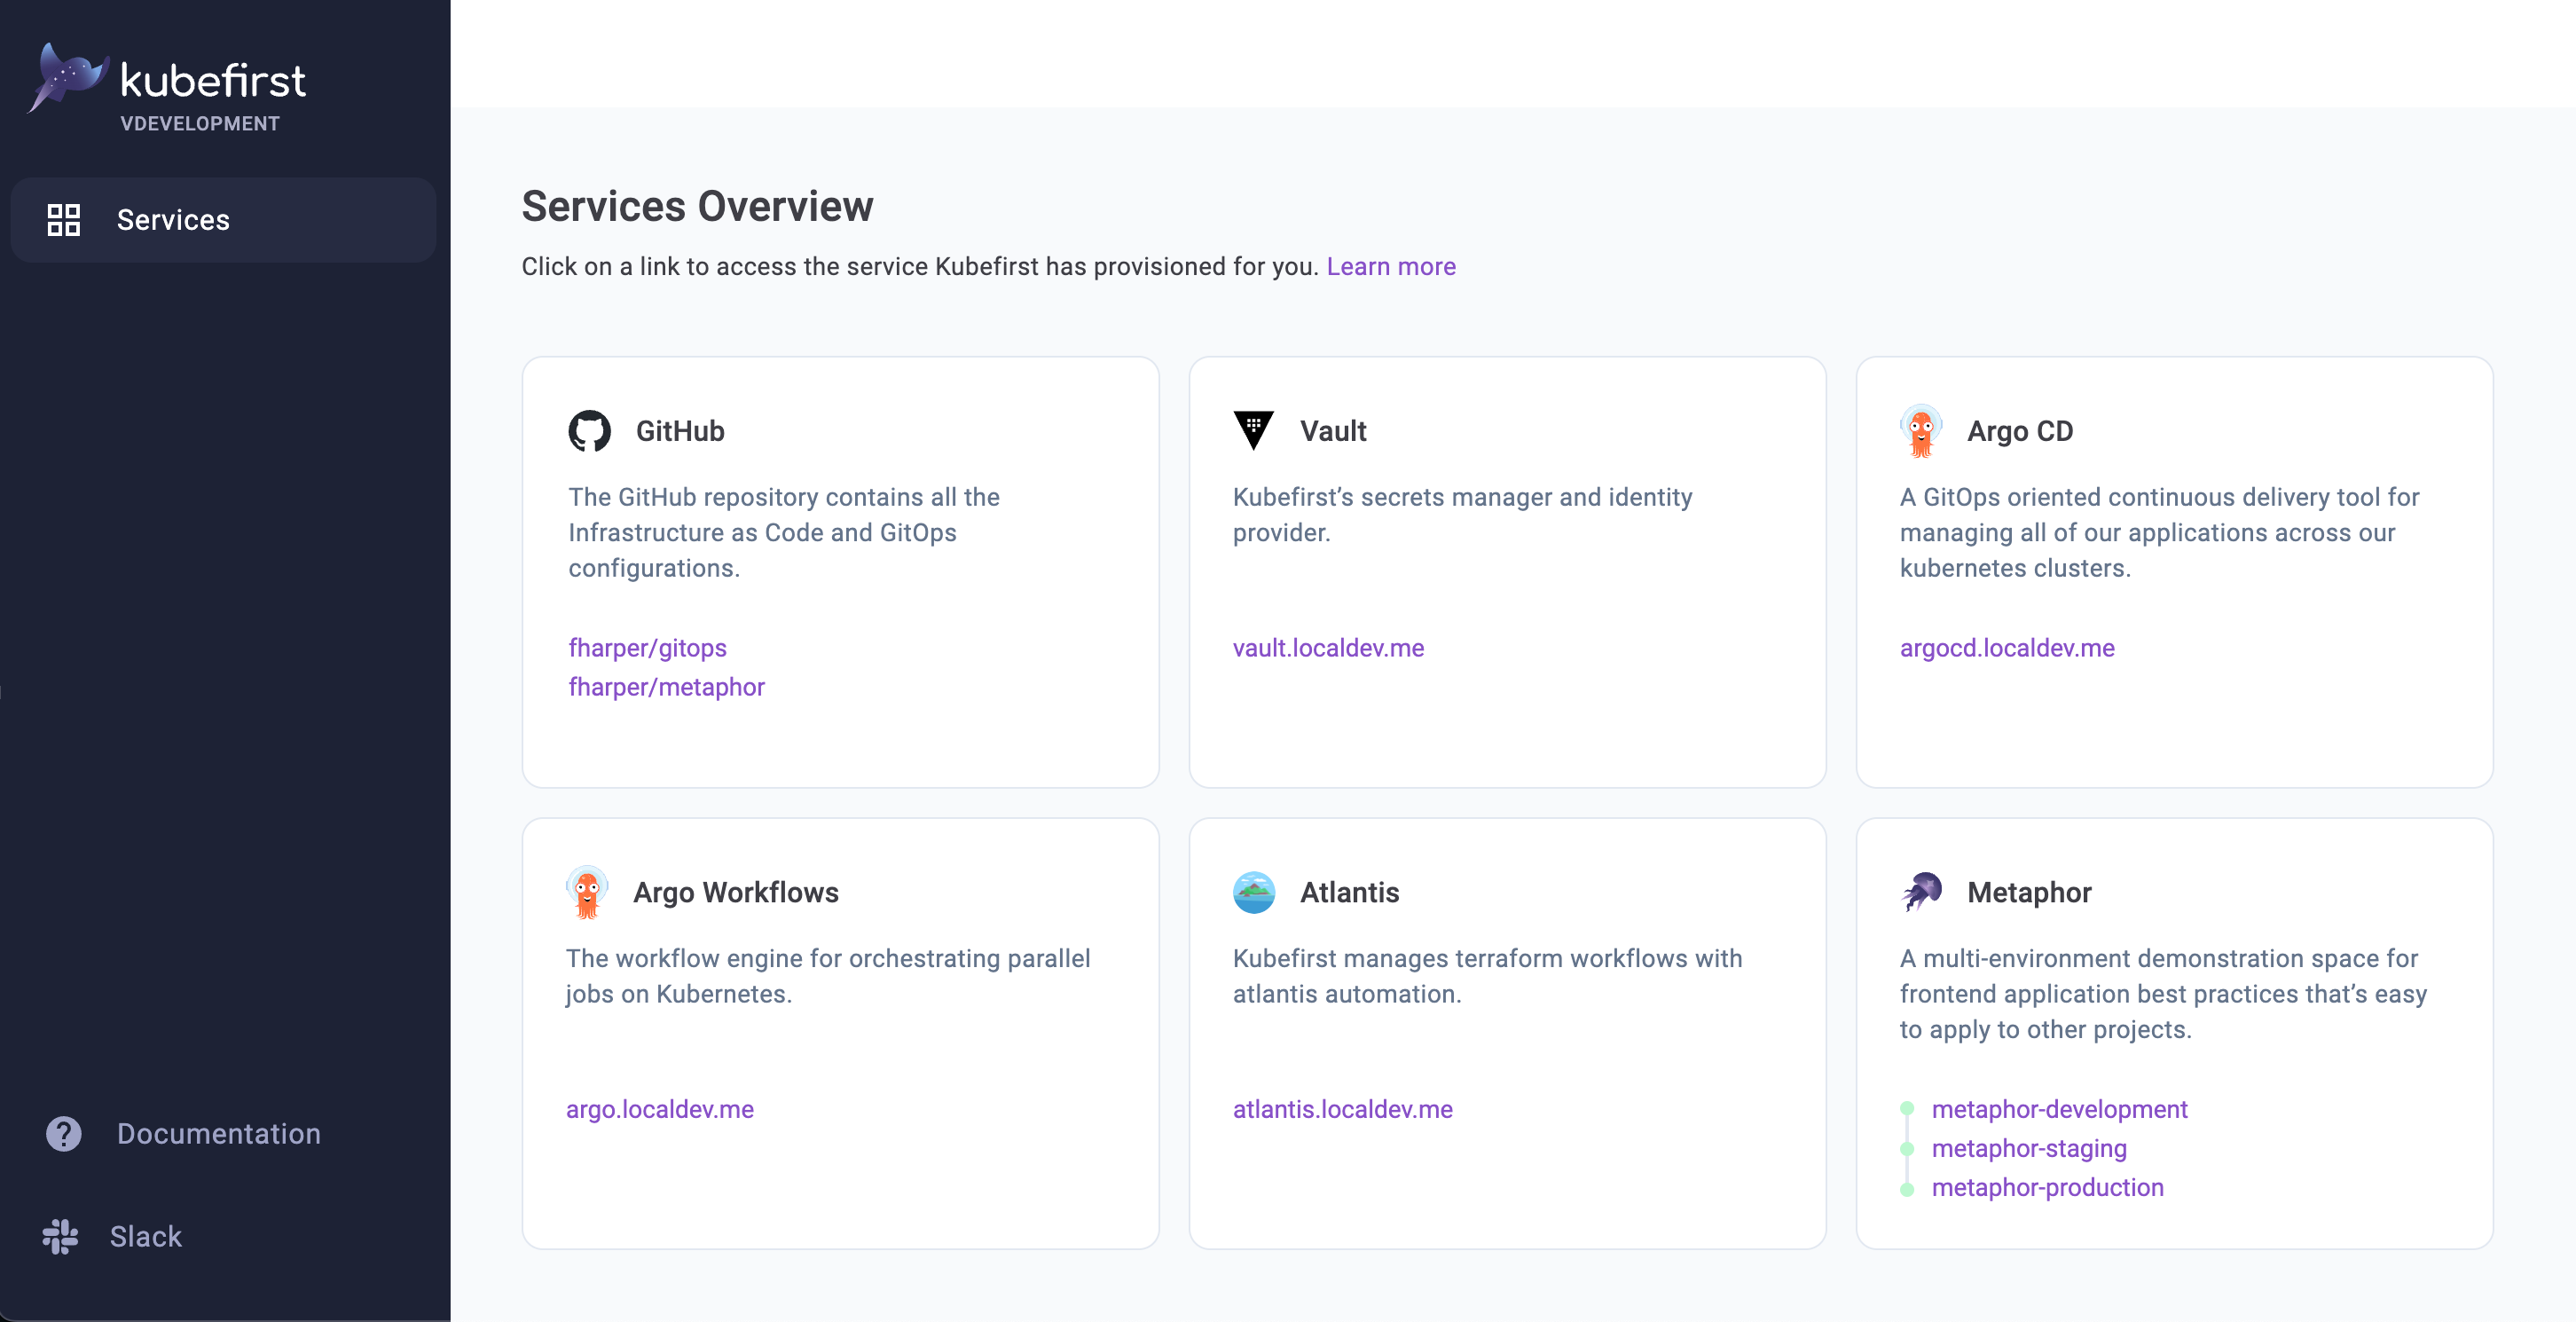 kubefirst
VDEVELOPMENT
Services
Documentation
Slack
Services Overview
Click on a link to access the service Kubefirst has provisioned for you. Learn more
GitHub
The GitHub repository contains all the
Infrastructure as Code and GitOps
configurations.
fharper/gitops
fharper/metaphor
Vault
Kubefirst’s secrets manager and identity
provider.
vault.localdev.me
Argo CD
A GitOps oriented continuous delivery tool for
managing all of our applications across our
kubernetes clusters.
argocd.localdev.me
Argo Workflows
The workflow engine for orchestrating parallel
jobs on Kubernetes.
argo.localdev.me
Atlantis
Kubefirst manages terraform workflows with
atlantis automation.
atlantis.localdev.me
Metaphor
A multi-environment demonstration space for
frontend application best practices that’s easy
to apply to other projects.
metaphor-development
metaphor-staging
metaphor-production